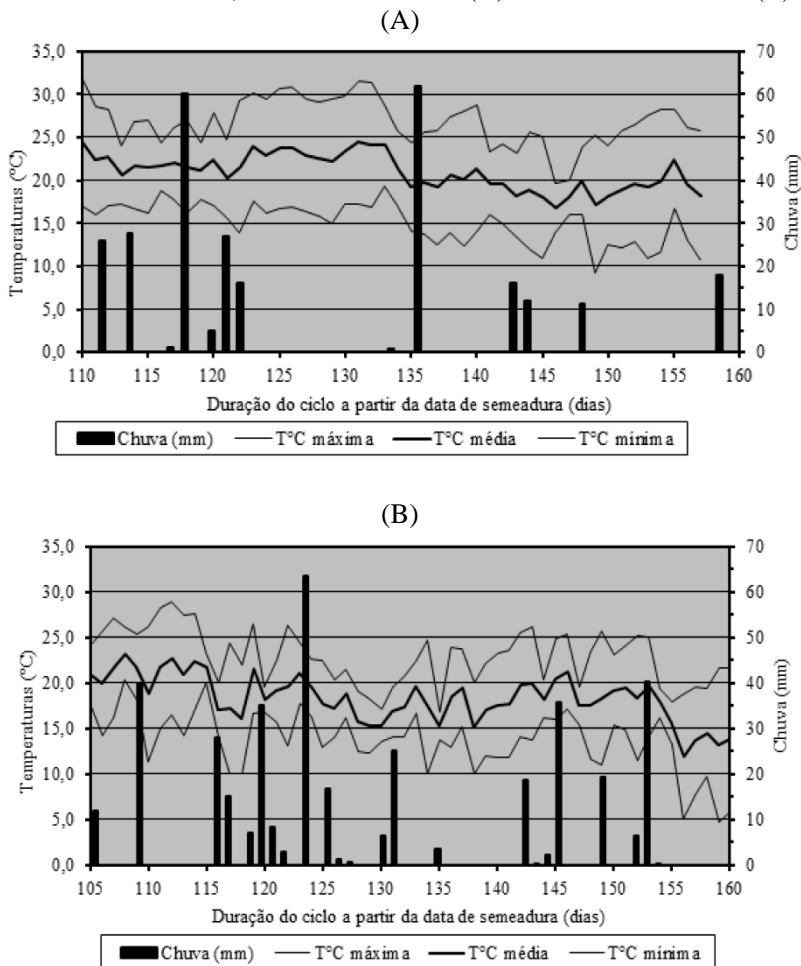 (A)
35,0 70
30,0 60
25,0 50
20,0 40
15,0 30
10,0 20
5,0 10
0,0 0
Temperaturas (°C)
Chuva (mm)
110 115 120 125 130 135 140 145 150 155 160
Duração do ciclo a partir da data de semeadura (dias)
Chuva (mm) T°C máxima T°C média T°C mínima
(B)
35,0 70
30,0 60
25,0 50
20,0 40
15,0 30
10,0 20
5,0 10
0,0 0
Temperaturas (°C)
Chuva (mm)
105 110 115 120 125 130 135 140 145 150 155 160
Duração do ciclo a partir da data de semeadura (dias)
Chuva (mm) T°C máxima T°C média T°C mínima